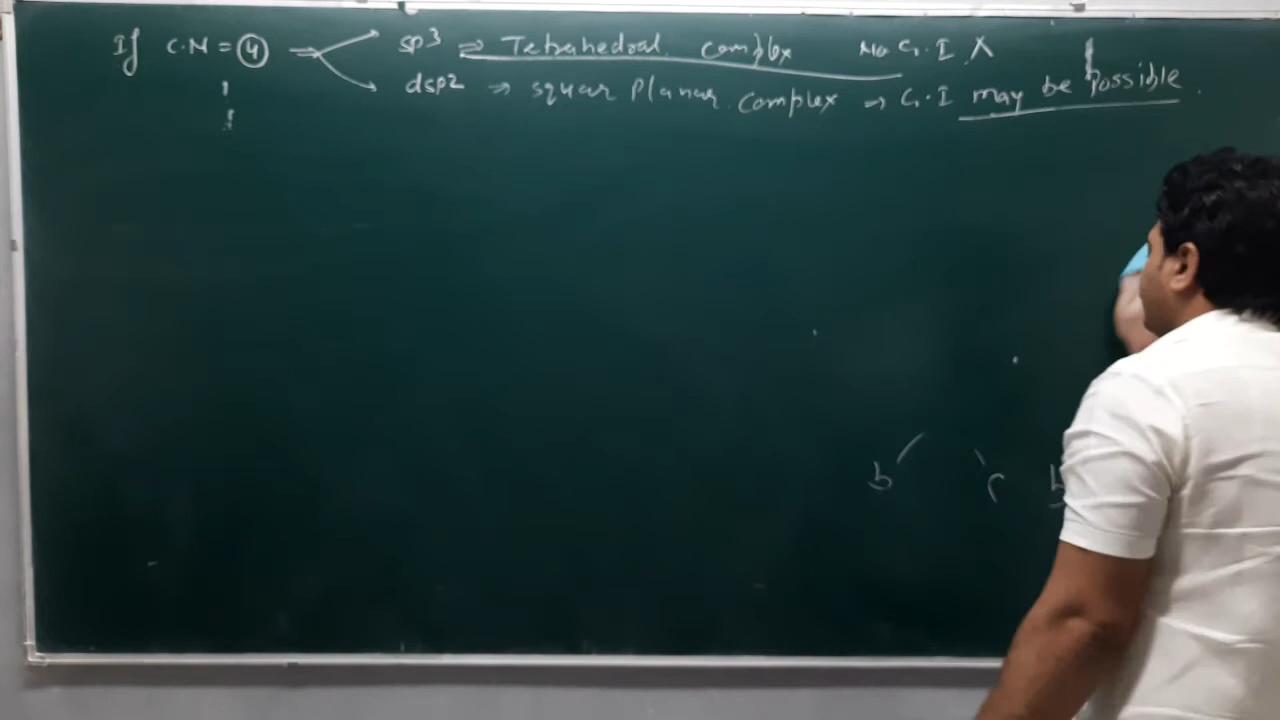 If C.N = 4 ⇒ sp3 ⇒ Tetrahedral complex No G.I X
dsp2 ⇒ squar Planar complex ⇒ G.I may be Possible.
b c b